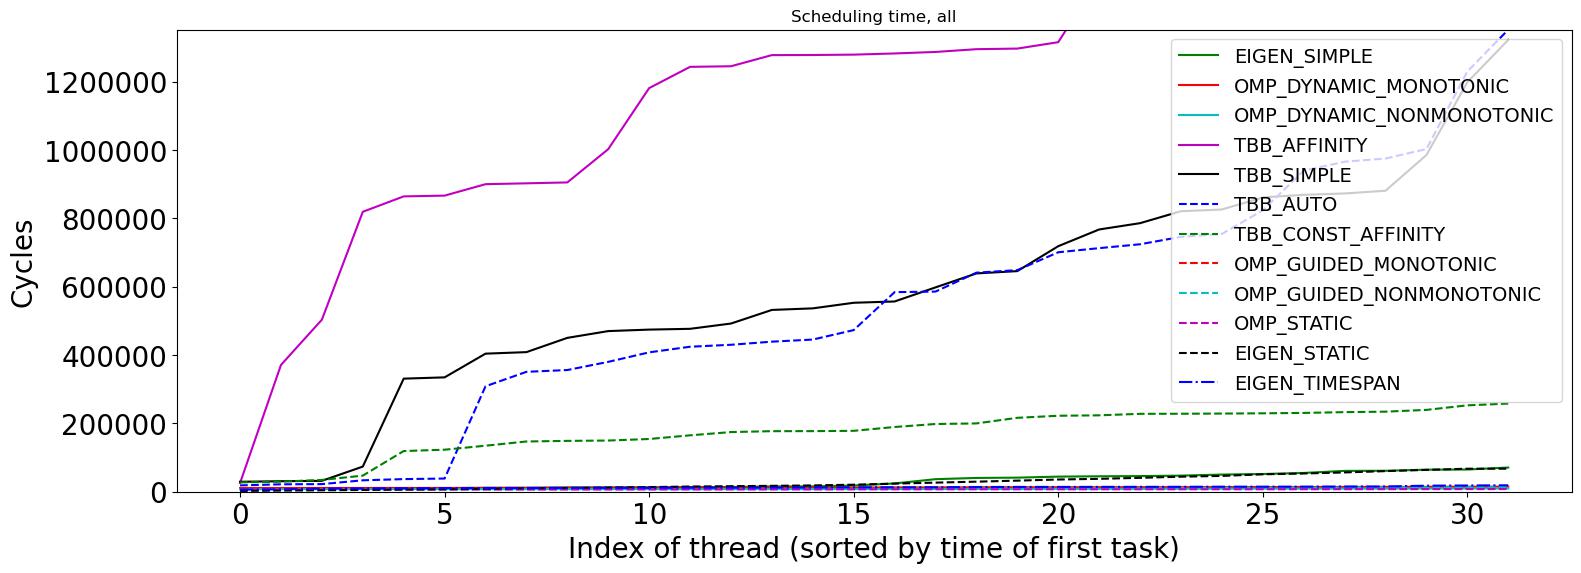 Scheduling time, all
Cycles
1200000
1000000
800000
600000
400000
200000
0
0 5 10 15 20 25 30
Index of thread (sorted by time of first task)
EIGEN_SIMPLE
OMP_DYNAMIC_MONOTONIC
OMP_DYNAMIC_NONMONOTONIC
TBB_AFFINITY
TBB_SIMPLE
TBB_AUTO
TBB_CONST_AFFINITY
OMP_GUIDED_MONOTONIC
OMP_GUIDED_NONMONOTONIC
OMP_STATIC
EIGEN_STATIC
EIGEN_TIMESPAN